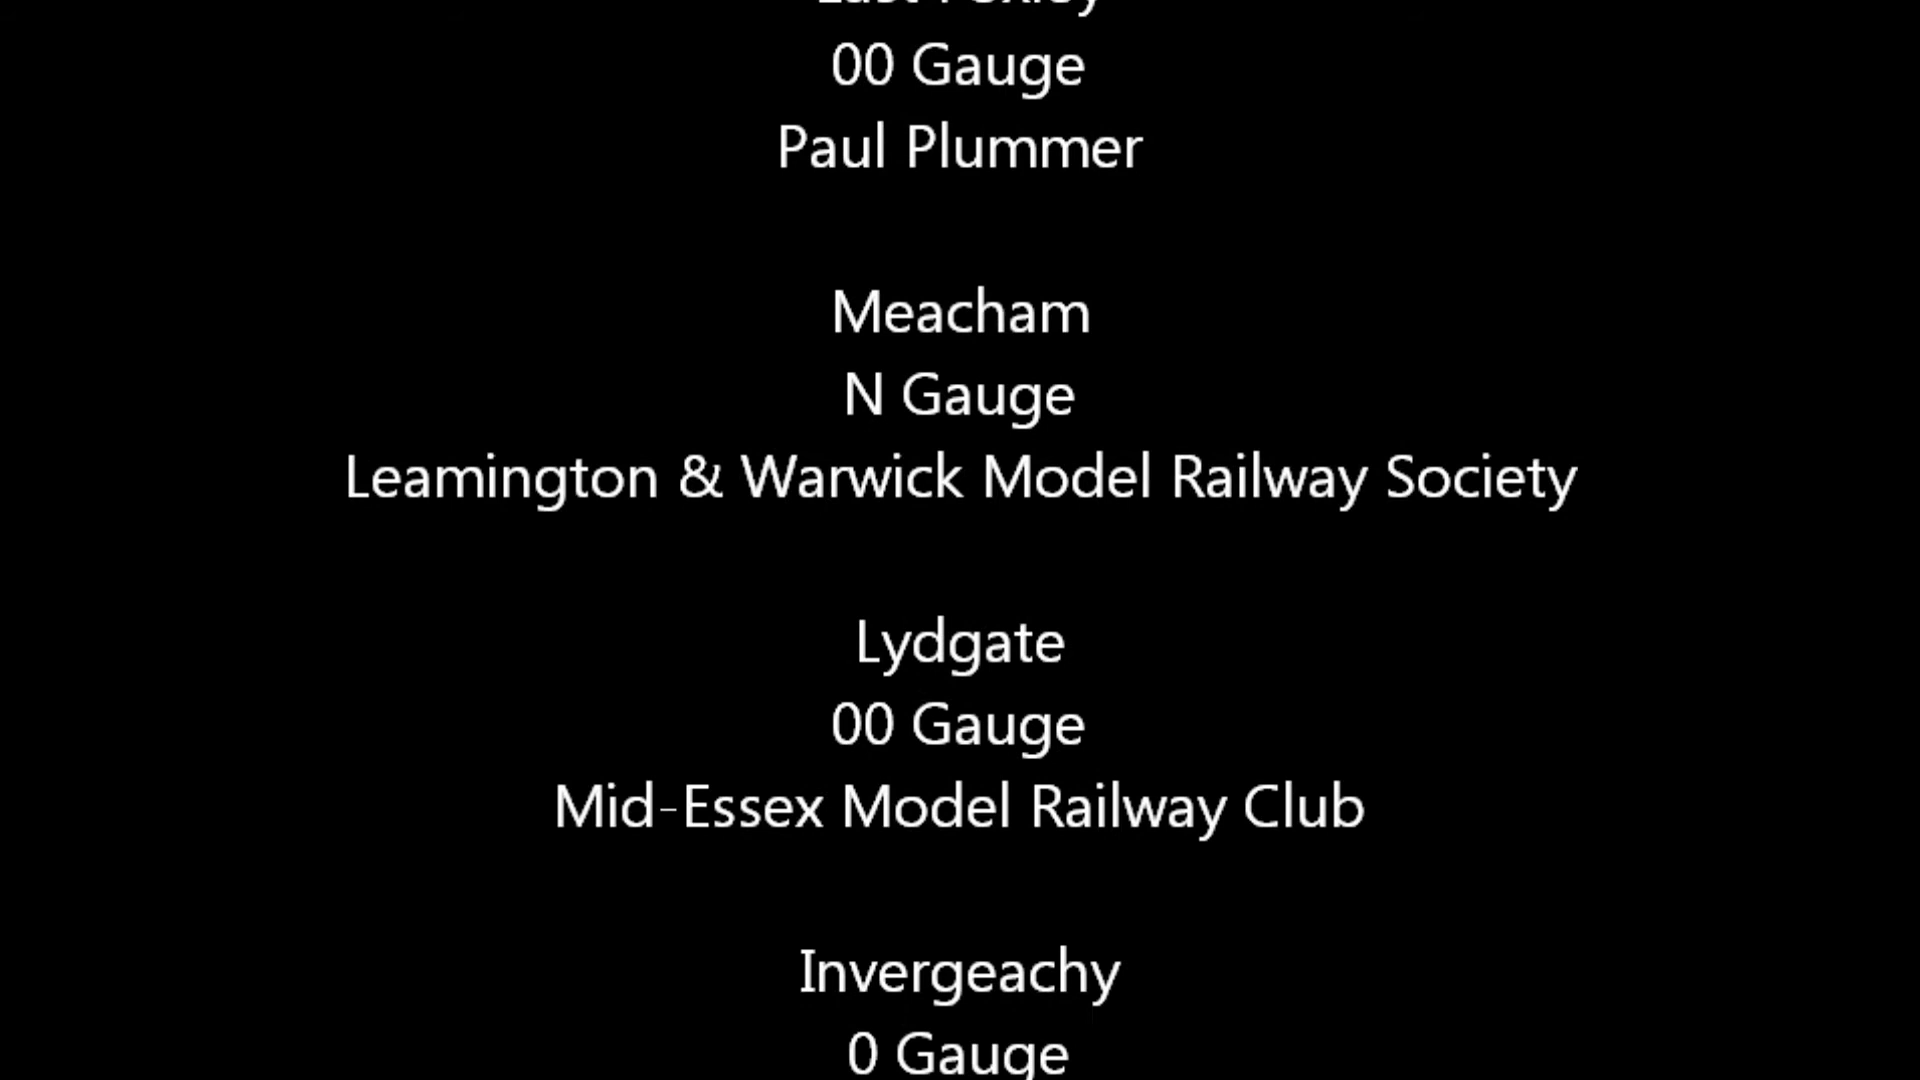 00 Gauge
Paul Plummer
Meacham
N Gauge
Leamington & Warwick Model Railway Society
Lydgate
00 Gauge
Mid-Essex Model Railway Club
Invergeachy
0 Gauge